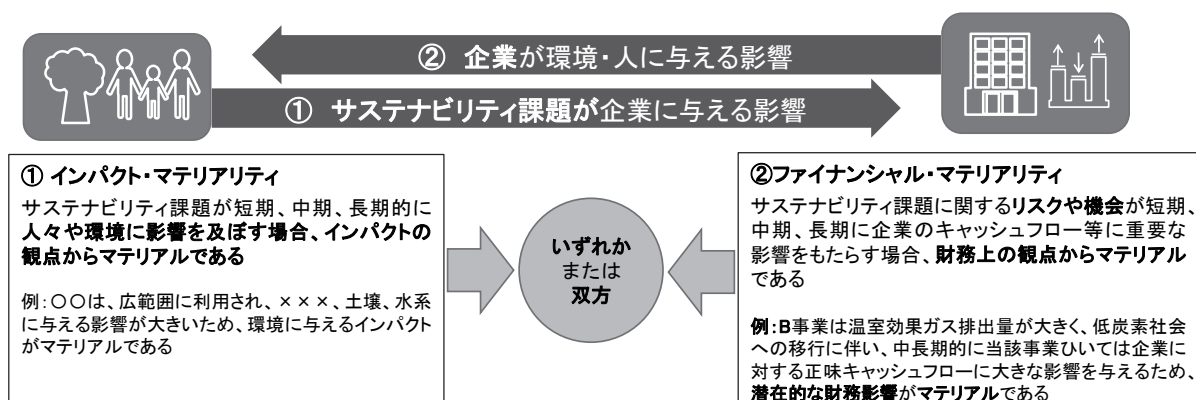 ② 企業が環境・人に与える影響
① サステナビリティ課題が企業に与える影響
① インパクト・マテリアリティ
サステナビリティ課題が短期、中期、長期的に
人々や環境に影響を及ぼす場合、インパクトの
観点からマテリアルである
例：〇〇は、広範囲に利用され、×××、土壌、水系
に与える影響が大きいため、環境に与えるインパクト
がマテリアルである
いずれか
または
双方
②ファイナンシャル・マテリアリティ
サステナビリティ課題に関するリスクや機会が短期、
中期、長期に企業のキャッシュフロー等に重要な
影響をもたらす場合、財務上の観点からマテリアル
である
例：B事業は温室効果ガス排出量が大きく、低炭素社会
への移行に伴い、中長期的に当該事業ひいては企業に
対する正味キャッシュフローに大きな影響を与えるため、
潜在的な財務影響がマテリアルである